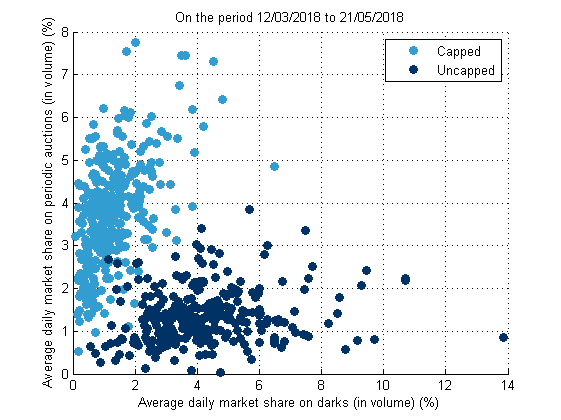 On the period 12/03/2018 to 21/05/2018
Average daily market share on periodic auctions (in volume) (%)
8
7
6
5
4
3
2
1
0
Capped
Uncapped
0 2 4 6 8 10 12 14
Average daily market share on darks (in volume) (%)